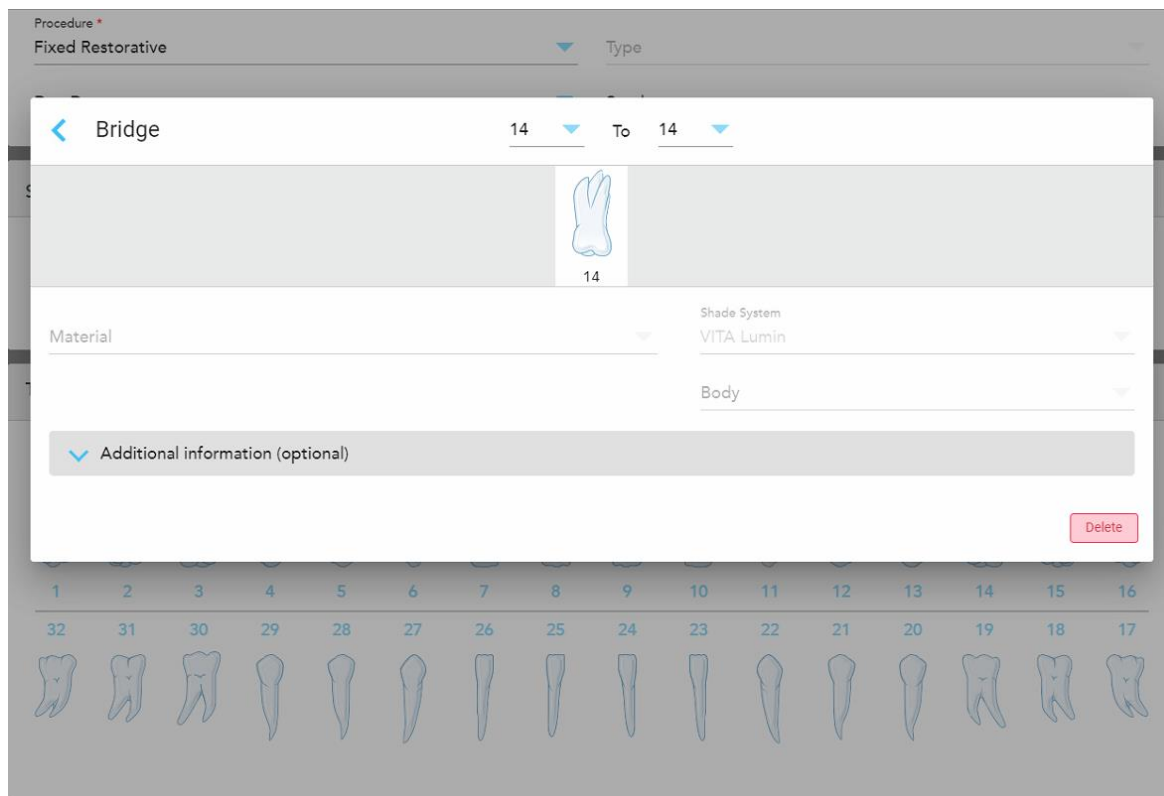 Procedure *
Fixed Restorative
Type
Bridge
14 To 14
14
Material
Shade System
VITA Lumin
Body
Additional information (optional)
Delete
1 2 3 4 5 6 7 8 9 10 11 12 13 14 15 16
32 31 30 29 28 27 26 25 24 23 22 21 20 19 18 17